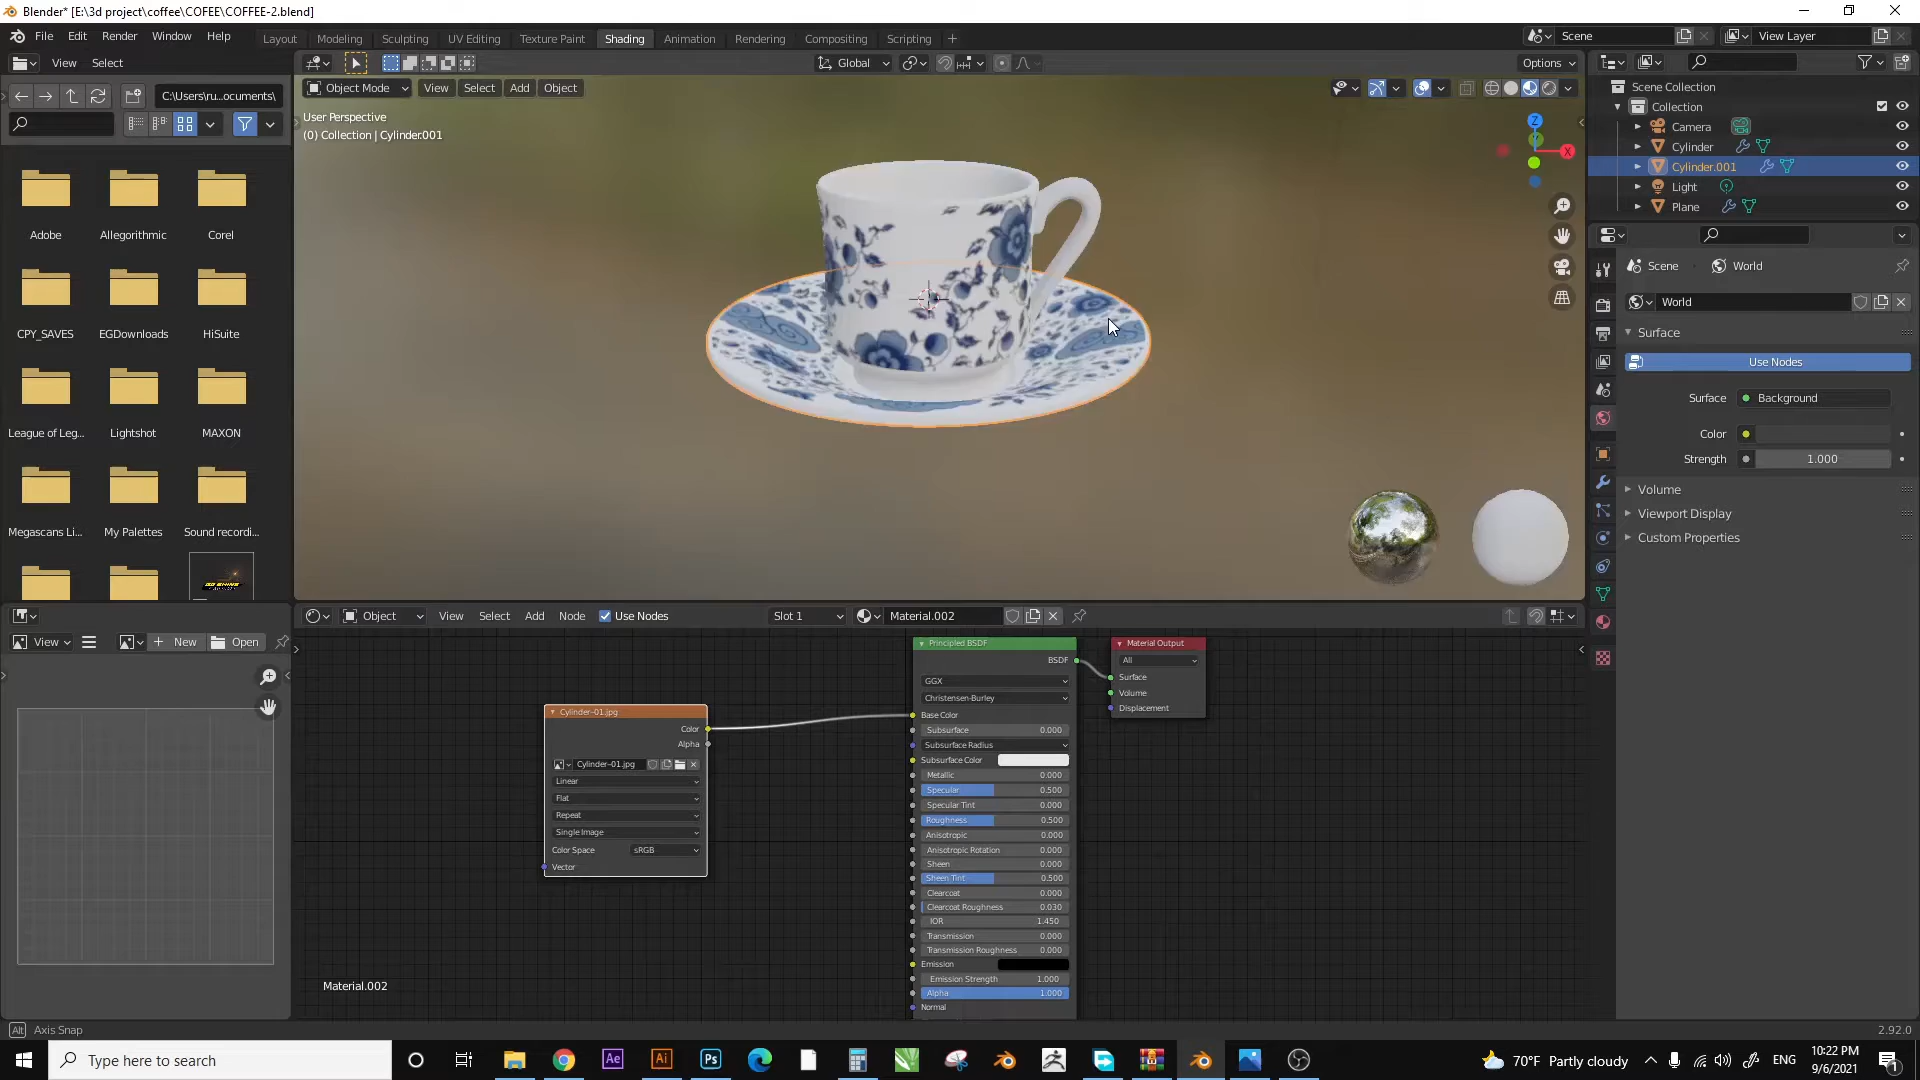 Blender* [E:\3d project\coffee\COFEE\COFFEE-2.blend]
File Edit Render Window Help
Layout Modeling Sculpting UV Editing Texture Paint Shading Animation Rendering Compositing Scripting
Scene
View Layer
View Select
Global
Options
C:\Users\ru...ocuments\
Object Mode
View Select Add Object
User Perspective
(0) Collection | Cylinder.001
Z
X
Scene Collection
Collection
Camera
Cylinder
Cylinder.001
Light
Plane
Adobe
Allegorithmic
Corel
CPY_SAVES
EGDownloads
HiSuite
League of Leg...
Lightshot
MAXON
Megascans Li...
My Palettes
Sound recordi...
Scene
World
World
Surface
Use Nodes
Surface
Background
Color
Strength
1.000
Volume
Viewport Display
Custom Properties
View
New
Open
Object
View Select Add Node
Use Nodes
Slot 1
Material.002
Cylinder-01.jpg
Color
Alpha
Cylinder-01.jpg
Linear
Flat
Repeat
Single Image
Color Space
sRGB
Vector
Principled BSDF
BSDF
GGX
Christensen-Burley
Base Color
Subsurface 0.000
Subsurface Radius
Subsurface Color
Metallic 0.000
Specular 0.500
Specular Tint 0.000
Roughness 0.500
Anisotropic 0.000
Anisotropic Rotation 0.000
Sheen 0.000
Sheen Tint 0.500
Clearcoat 0.000
Clearcoat Roughness 0.030
IOR 1.450
Transmission 0.000
Transmission Roughness 0.000
Emission
Emission Strength 1.000
Alpha 1.000
Normal
Material Output
All
Surface
Volume
Displacement
Material.002
Alt Axis Snap
2.92.0
Type here to search
Ae
Ai
Ps
70°F Partly cloudy
ENG
10:22 PM
9/6/2021
1